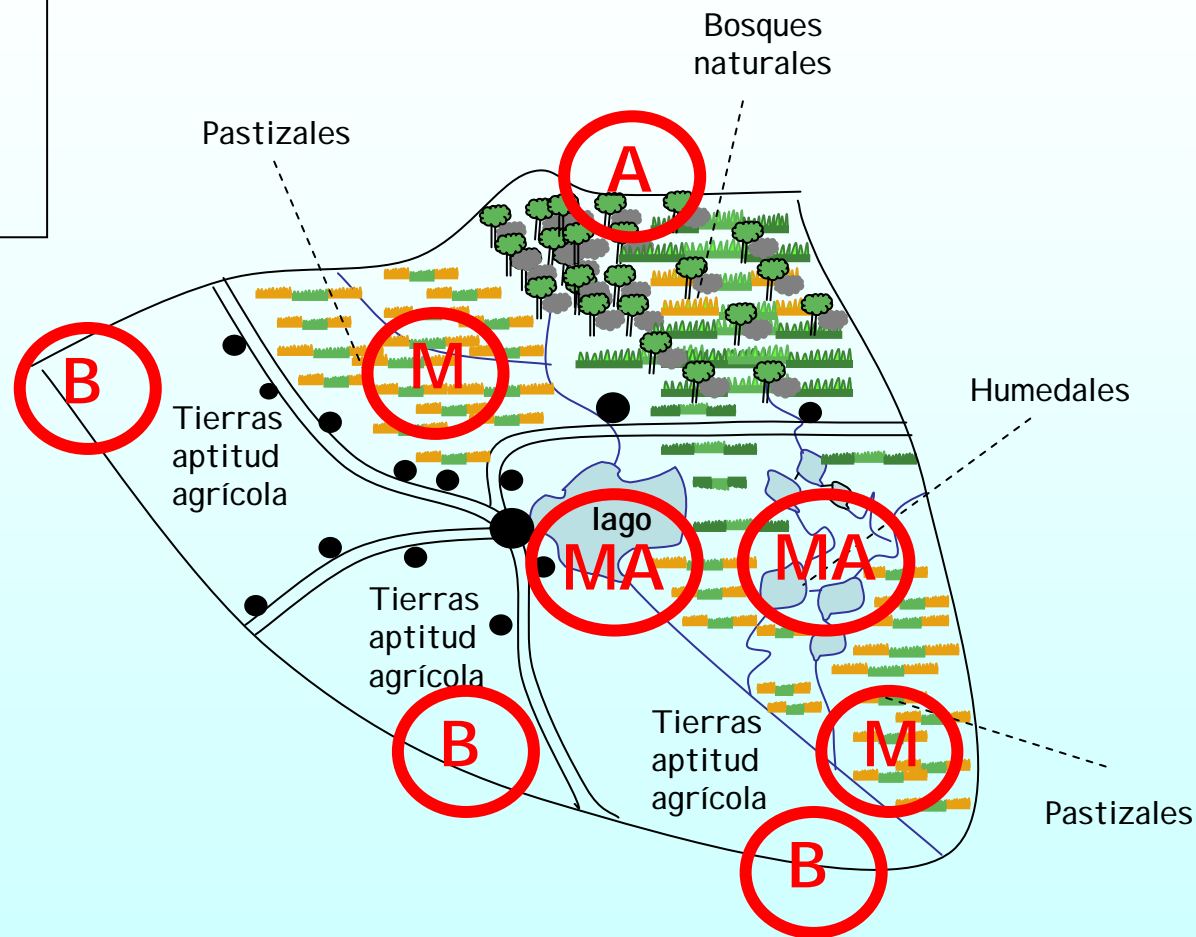 Bosques
naturales
Pastizales
A
B
M
Humedales
Tierras
aptitud
agrícola
lago
MA
MA
Tierras
aptitud
agrícola
B
Tierras
aptitud
agrícola
M
Pastizales
B